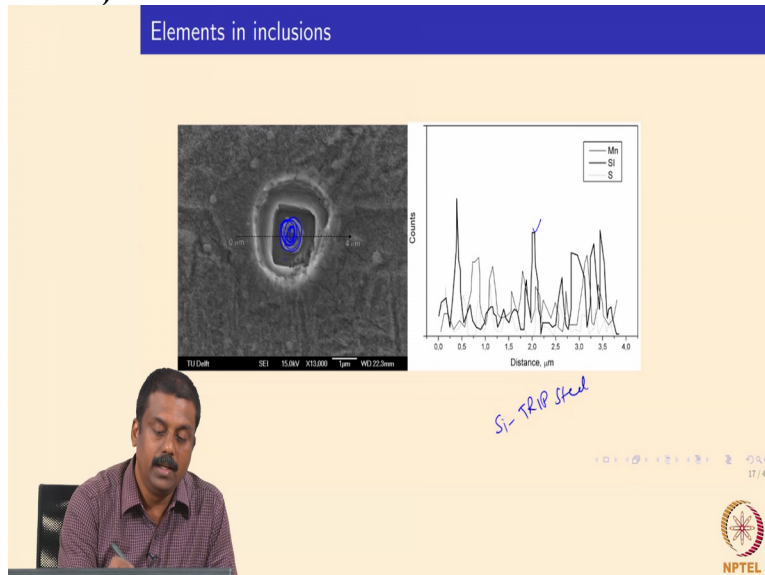 Elements in inclusions
0 μm
4 μm
TU Delft SEI 15.0kV X13,000 1μm WD 22.3mm
Counts
Mn
SI
S
0,0 0,5 1,0 1,5 2,0 2,5 3,0 3,5 4,0
Distance, μm
Si- TRIP Steel
17/4
NPTEL